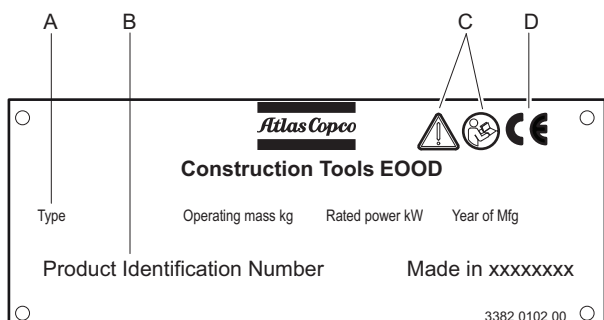 A B C D
Atlas Copco
CE
Construction Tools EOOD
Type Operating mass kg Rated power kW Year of Mfg
Product Identification Number Made in xxxxxxxx
3382 0102 00